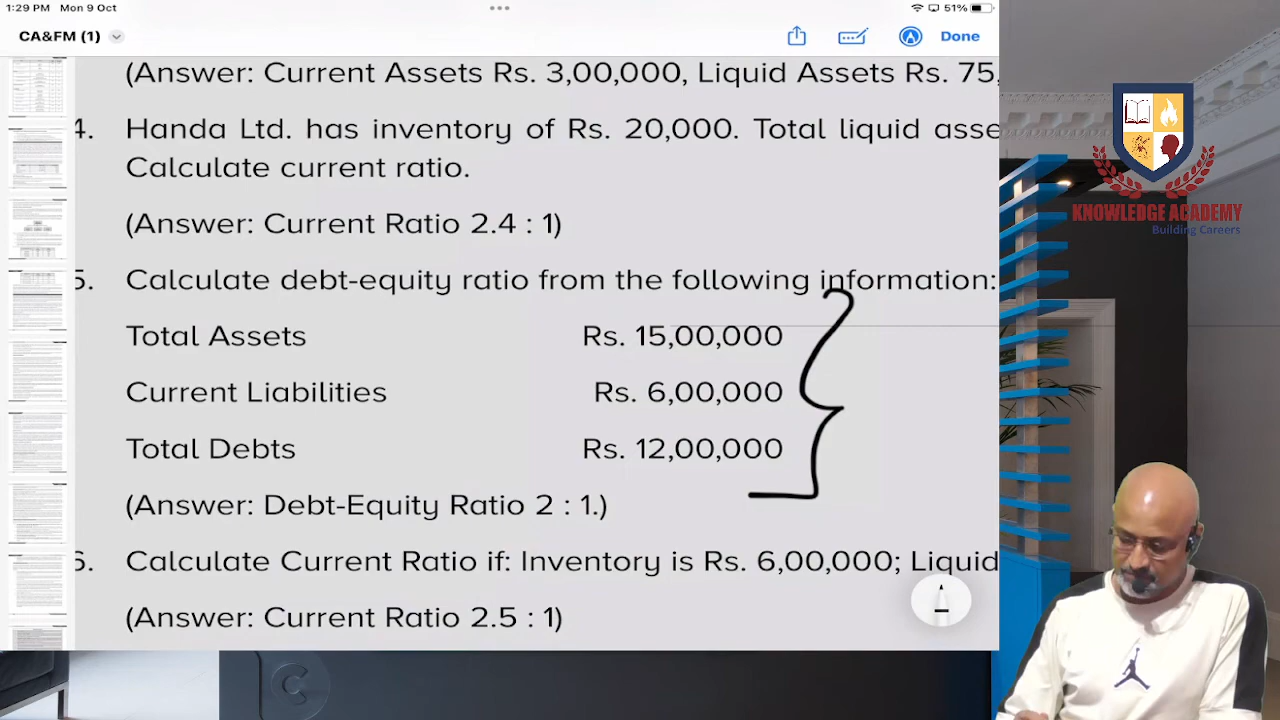 1:29 PM Mon 9 Oct
51%
CA&FM (1)
Done
(Answer: Current Assets Rs. 3,00,000, Liquid Assets Rs. 75,
4. Handa Ltd. has inventory of Rs. 20,000. Total liquid asse
Calculate current ratio.
(Answer: Current Ratio 2.4 : 1)
5. Calculate debt-equity ratio from the following information:
Total Assets Rs. 15,00,000
Current Liabilities Rs. 6,00,000
Total Debts Rs. 12,00,000
(Answer: Debt-Equity Ratio 2 : 1.)
6. Calculate Current Ratio if: Inventory is Rs. 6,00,000; Liquid
(Answer: Current Ratio 2.5 : 1)
KNOWLEDGE ACADEMY
Building Careers